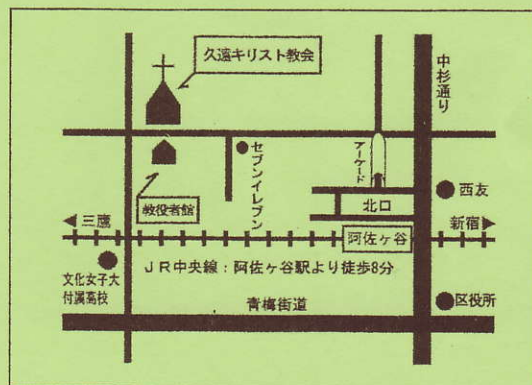 久遠キリスト教会
中杉通り
セブンイレブン
アーケード
教役者館
北口
西友
三鷹
新宿
阿佐ヶ谷
JR中央線：阿佐ヶ谷駅より徒歩8分
文化女子大
付属高校
青梅街道
区役所